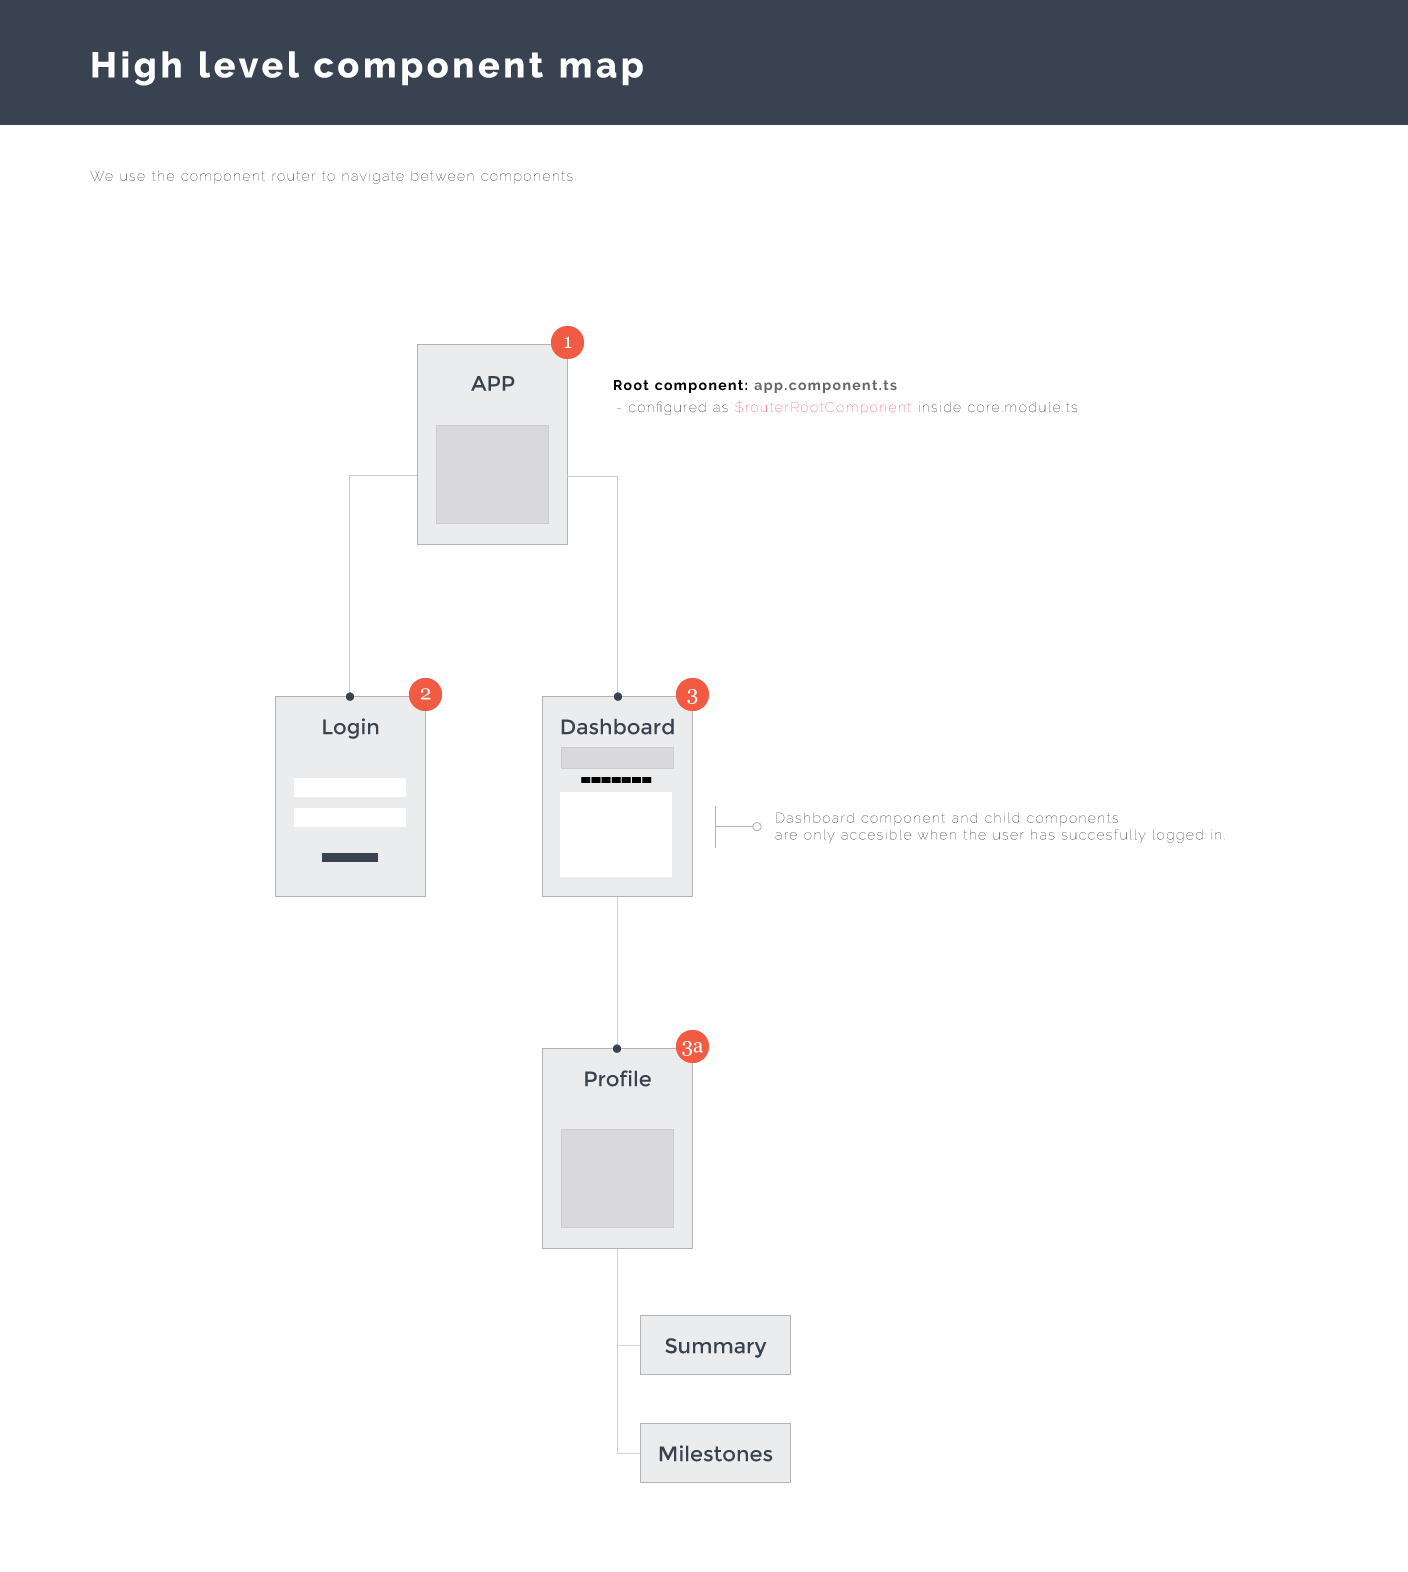 High level component map
We use the component router to navigate between components.
1
APP
Root component: app.component.ts
- configured as $routerRootComponent inside core.module.ts
2
3
Login
Dashboard
Dashboard component and child components
are only accesible when the user has succesfully logged in.
3a
Profile
Summary
Milestones